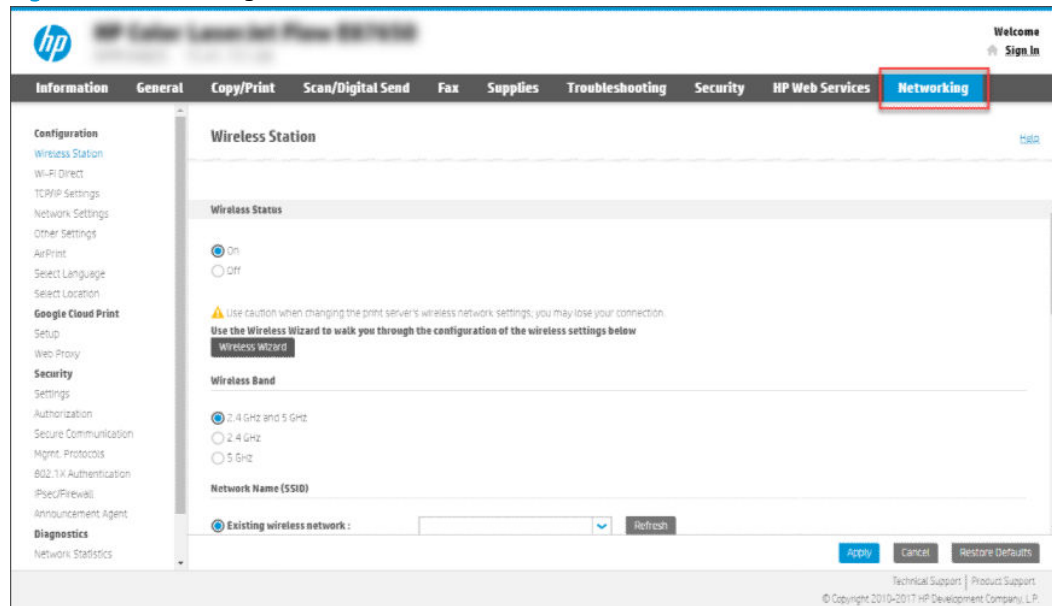 hp
Welcome
Sign In
Information General Copy/Print Scan/Digital Send Fax Supplies Troubleshooting Security HP Web Services Networking
Configuration
Wireless Station
Wi-Fi Direct
TCP/IP Settings
Network Settings
Other Settings
AirPrint
Select Language
Select Location
Google Cloud Print
Setup
Web Proxy
Security
Settings
Authorization
Secure Communication
Mgmt. Protocols
802.1X Authentication
IPsec/Firewall
Announcement Agent
Diagnostics
Network Statistics
Wireless Station
Help
Wireless Status
On
Off
Use caution when changing the print server's wireless network settings; you may lose your connection.
Use the Wireless Wizard to walk you through the configuration of the wireless settings below
Wireless Wizard
Wireless Band
2.4 GHz and 5 GHz
2.4 GHz
5 GHz
Network Name (SSID)
Existing wireless network : Refresh
Apply Cancel Restore Defaults
Technical Support | Product Support
© Copyright 2010-2017 HP Development Company, L.P.